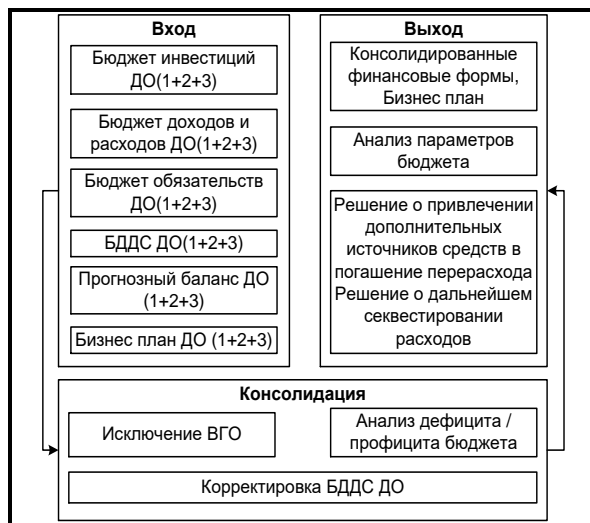 Вход
Бюджет инвестиций
ДО(1+2+3)
Бюджет доходов и
расходов ДО(1+2+3)
Бюджет обязательств
ДО(1+2+3)
БДДС ДО(1+2+3)
Прогнозный баланс ДО
(1+2+3)
Бизнес план ДО (1+2+3)
Выход
Консолидированные
финансовые формы,
Бизнес план
Анализ параметров
бюджета
Решение о привлечении
дополнительных
источников средств в
погашение перерасхода
Решение о дальнейшем
секвестировании
расходов
Консолидация
Исключение ВГО
Анализ дефицита /
профицита бюджета
Корректировка БДДС ДО